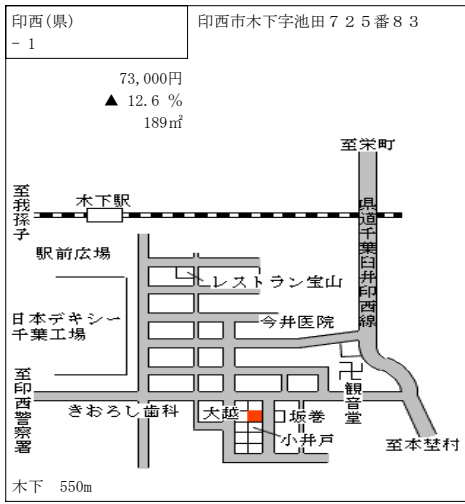 印西(県)
- 1
印西市木下字池田７２５番８３
73,000円
▲ 12.6 %
189㎡
至栄町
至我孫子
木下駅
県道千葉臼井印西線
駅前広場
レストラン宝山
日本デキシー
千葉工場
今井医院
至印西警察署
きおろし歯科
大越
坂巻
小井戸
観音堂
至本埜村
木下　550m